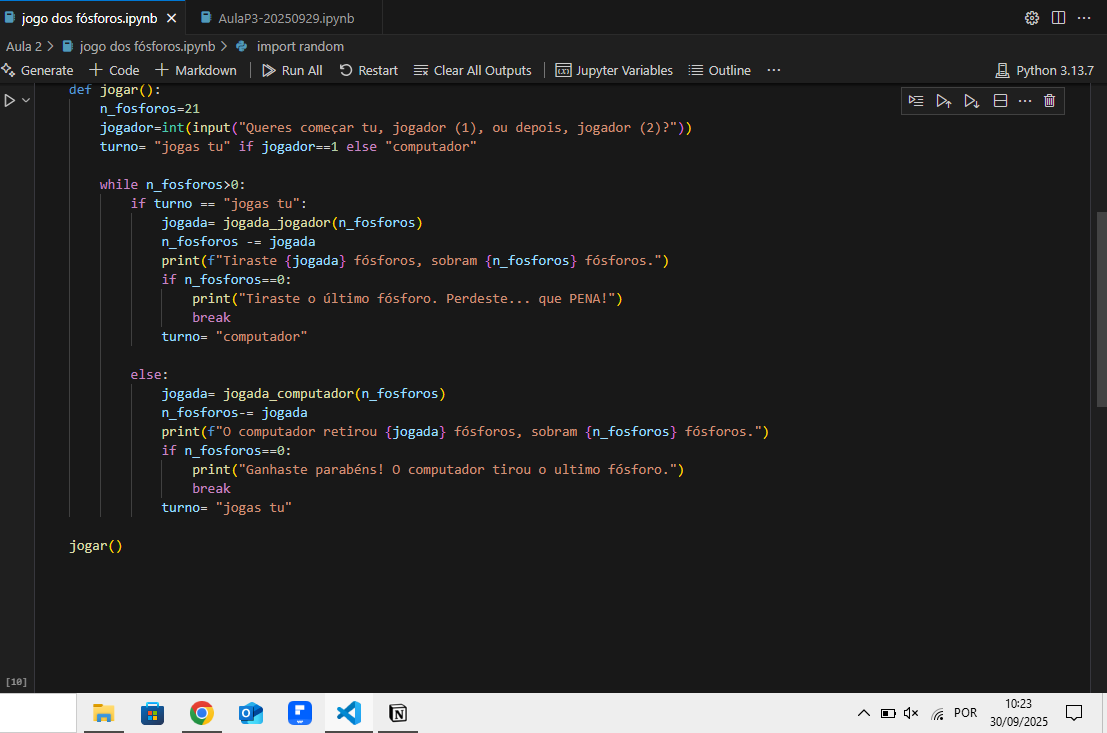 jogo dos fósforos.ipynb AulaP3-20250929.ipynb
Aula 2 > jogo dos fósforos.ipynb > import random
Generate + Code + Markdown Run All Restart Clear All Outputs Jupyter Variables Outline ... Python 3.13.7
def jogar():
n_fosforos=21
jogador=int(input("Queres começar tu, jogador (1), ou depois, jogador (2)?"))
turno= "jogas tu" if jogador==1 else "computador"
while n_fosforos>0:
if turno == "jogas tu":
jogada= jogada_jogador(n_fosforos)
n_fosforos -= jogada
print(f"Tiraste {jogada} fósforos, sobram {n_fosforos} fósforos.")
if n_fosforos==0:
print("Tiraste o último fósforo. Perdeste... que PENA!")
break
turno= "computador"
else:
jogada= jogada_computador(n_fosforos)
n_fosforos-= jogada
print(f"O computador retirou {jogada} fósforos, sobram {n_fosforos} fósforos.")
if n_fosforos==0:
print("Ganhaste parabéns! O computador tirou o ultimo fósforo.")
break
turno= "jogas tu"
jogar()
[10]
POR 10:23
30/09/2025